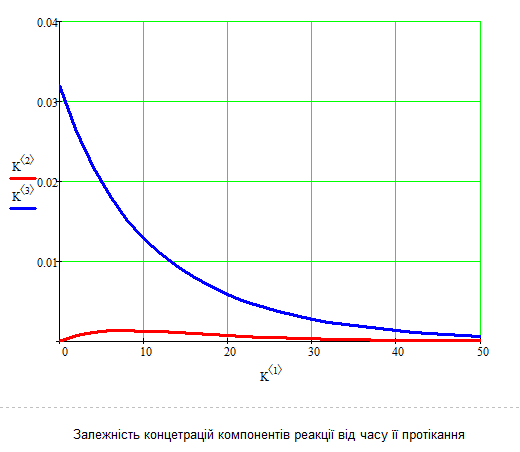 0.04
0.03
K⟨2⟩
0.02
K⟨3⟩
0.01
0 10 20 30 40 50
K⟨1⟩
Залежність концетрацій компонентів реакції від часу її протікання